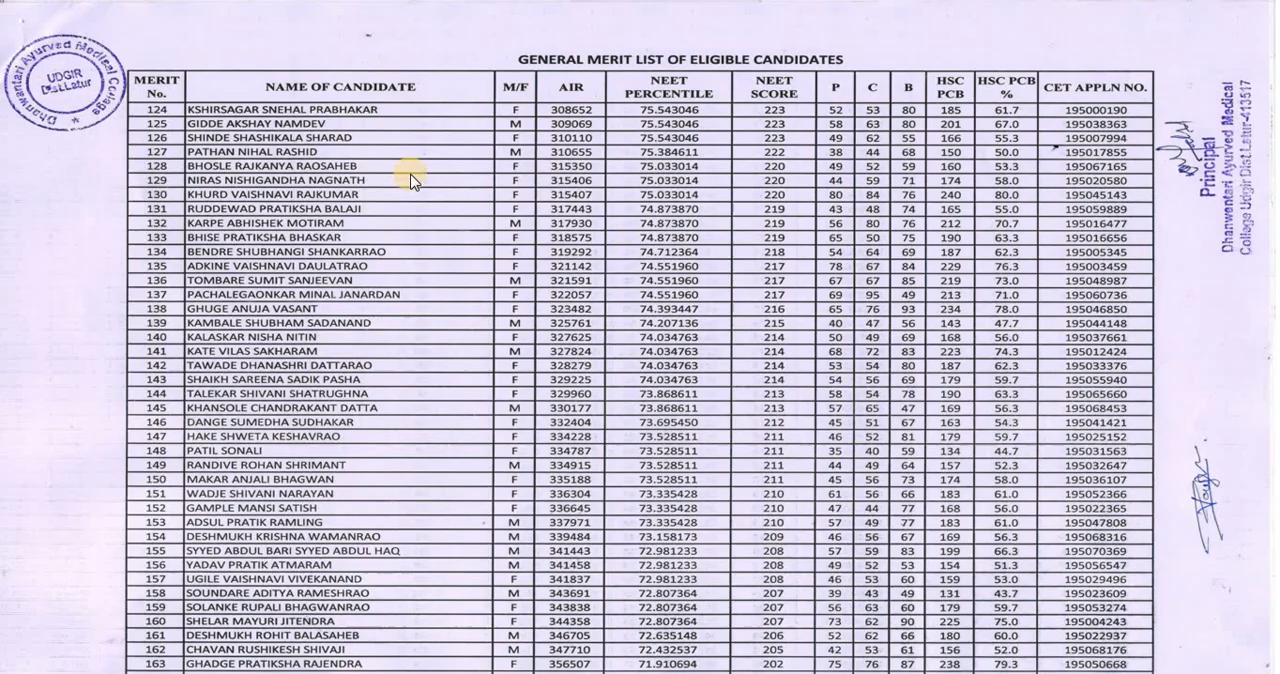 Dhanwantari Ayurved Medical College
UDGIR
Dist.Latur
GENERAL MERIT LIST OF ELIGIBLE CANDIDATES
MERIT No. NAME OF CANDIDATE M/F AIR NEET PERCENTILE NEET SCORE P C B HSC PCB HSC PCB % CET APPLN NO.
124 KSHIRSAGAR SNEHAL PRABHAKAR F 308652 75.543046 223 52 53 80 185 61.7 195000190
125 GIDDE AKSHAY NAMDEV M 309069 75.543046 223 58 63 80 201 67.0 195038363
126 SHINDE SHASHIKALA SHARAD F 310110 75.543046 223 49 62 55 166 55.3 195007994
127 PATHAN NIHAL RASHID M 310655 75.384611 222 38 44 68 150 50.0 195017855
128 BHOSLE RAJKANYA RAOSAHEB F 315350 75.033014 220 49 52 59 160 53.3 195067165
129 NIRAS NISHIGANDHA NAGNATH F 315406 75.033014 220 44 59 71 174 58.0 195020580
130 KHURD VAISHNAVI RAJKUMAR F 315407 75.033014 220 80 84 76 240 80.0 195045143
131 RUDDEWAD PRATIKSHA BALAJI F 317443 74.873870 219 43 48 74 165 55.0 195059889
132 KARPE ABHISHEK MOTIRAM M 317930 74.873870 219 56 80 76 212 70.7 195016477
133 BHISE PRATIKSHA BHASKAR F 318575 74.873870 219 65 50 75 190 63.3 195016656
134 BENDRE SHUBHANGI SHANKARRAO F 319292 74.712364 218 54 64 69 187 62.3 195005345
135 ADKINE VAISHNAVI DAULATRAO F 321142 74.551960 217 78 67 84 229 76.3 195003459
136 TOMBARE SUMIT SANJEEVAN M 321591 74.551960 217 67 67 85 219 73.0 195048987
137 PACHALEGAONKAR MINAL JANARDAN F 322057 74.551960 217 69 95 49 213 71.0 195060736
138 GHUGE ANUJA VASANT F 323482 74.393447 216 65 76 93 234 78.0 195046850
139 KAMBALE SHUBHAM SADANAND M 325761 74.207136 215 40 47 56 143 47.7 195044148
140 KALASKAR NISHA NITIN F 327625 74.034763 214 50 49 69 168 56.0 195037661
141 KATE VILAS SAKHARAM M 327824 74.034763 214 68 72 83 223 74.3 195012424
142 TAWADE DHANASHRI DATTARAO F 328279 74.034763 214 53 54 80 187 62.3 195033376
143 SHAIKH SAREENA SADIK PASHA F 329225 74.034763 214 54 56 69 179 59.7 195055940
144 TALEKAR SHIVANI SHATRUGHNA F 329960 73.868611 213 58 54 78 190 63.3 195065660
145 KHANSOLE CHANDRAKANT DATTA M 330177 73.868611 213 57 65 47 169 56.3 195068453
146 DANGE SUMEDHA SUDHAKAR F 332404 73.695450 212 45 51 67 163 54.3 195041421
147 HAKE SHWETA KESHAVRAO F 334228 73.528511 211 46 52 81 179 59.7 195025152
148 PATIL SONALI F 334787 73.528511 211 35 40 59 134 44.7 195031563
149 RANDIVE ROHAN SHRIMANT M 334915 73.528511 211 44 49 64 157 52.3 195032647
150 MAKAR ANJALI BHAGWAN F 335188 73.528511 211 45 56 73 174 58.0 195036107
151 WADJE SHIVANI NARAYAN F 336304 73.335428 210 61 56 66 183 61.0 195052366
152 GAMPLE MANSI SATISH F 336645 73.335428 210 47 44 77 168 56.0 195022365
153 ADSUL PRATIK RAMLING M 337971 73.335428 210 57 49 77 183 61.0 195047808
154 DESHMUKH KRISHNA WAMANRAO M 339484 73.158173 209 46 56 67 169 56.3 195068316
155 SYYED ABDUL BARI SYYED ABDUL HAQ M 341443 72.981233 208 57 59 83 199 66.3 195070369
156 YADAV PRATIK ATMARAM M 341458 72.981233 208 49 52 53 154 51.3 195056547
157 UGILE VAISHNAVI VIVEKANAND F 341837 72.981233 208 46 53 60 159 53.0 195029496
158 SOUNDARE ADITYA RAMESHRAO M 343691 72.807364 207 39 43 49 131 43.7 195023609
159 SOLANKE RUPALI BHAGWANRAO F 343838 72.807364 207 56 63 60 179 59.7 195053274
160 SHELAR MAYURI JITENDRA F 344358 72.807364 207 73 62 90 225 75.0 195004243
161 DESHMUKH ROHIT BALASAHEB M 346705 72.635148 206 52 62 66 180 60.0 195022937
162 CHAVAN RUSHIKESH SHIVAJI M 347710 72.432537 205 42 53 61 156 52.0 195068176
163 GHADGE PRATIKSHA RAJENDRA F 356507 71.910694 202 75 76 87 238 79.3 195050668
Principal
Dhanwantari Ayurved Medical
College Udgir Dist.Latur-413517